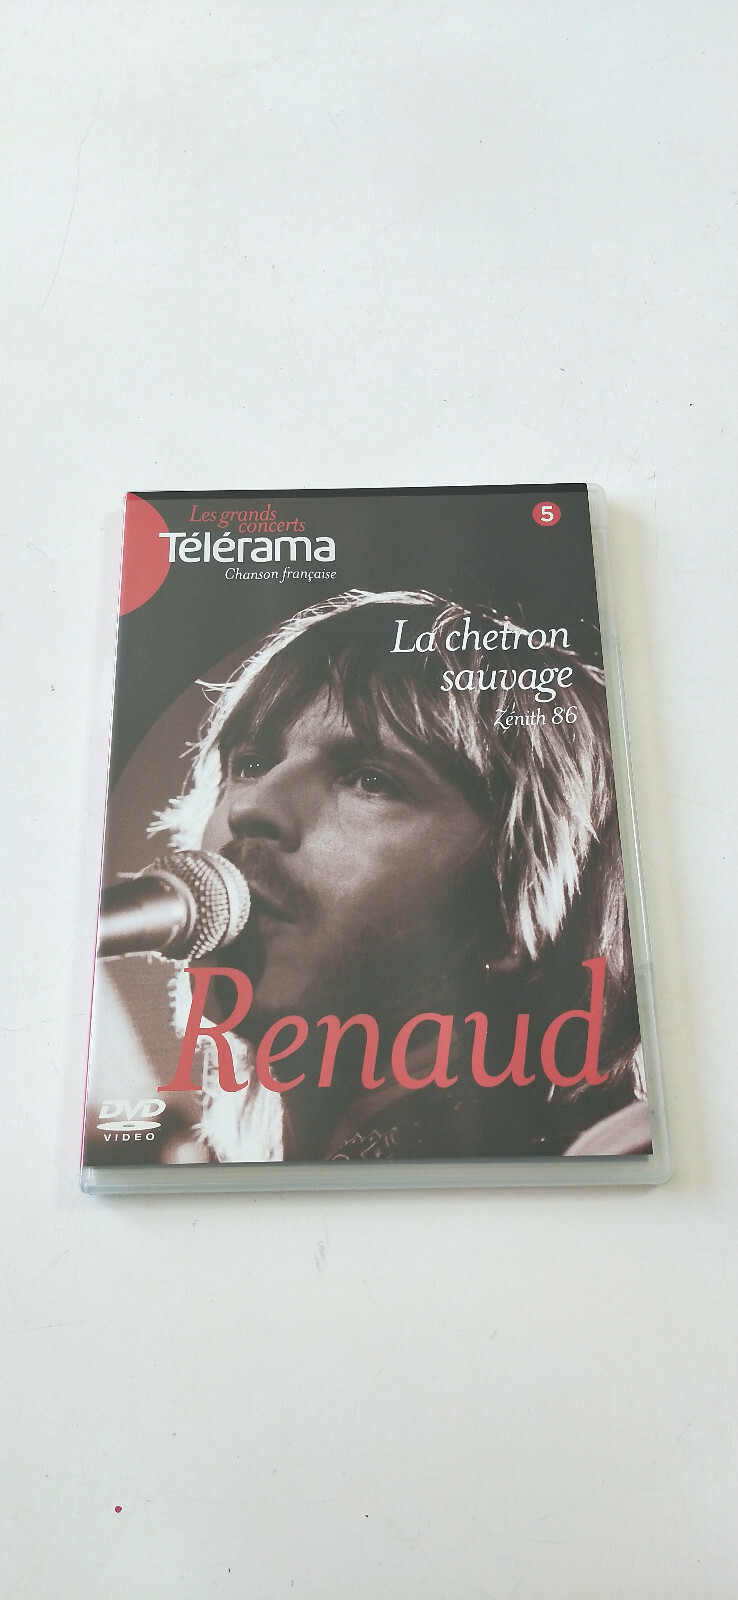 Les grands
concerts
Télérama
Chanson française
5
La chetron
sauvage
Zénith 86
Renaud
DVD
VIDEO